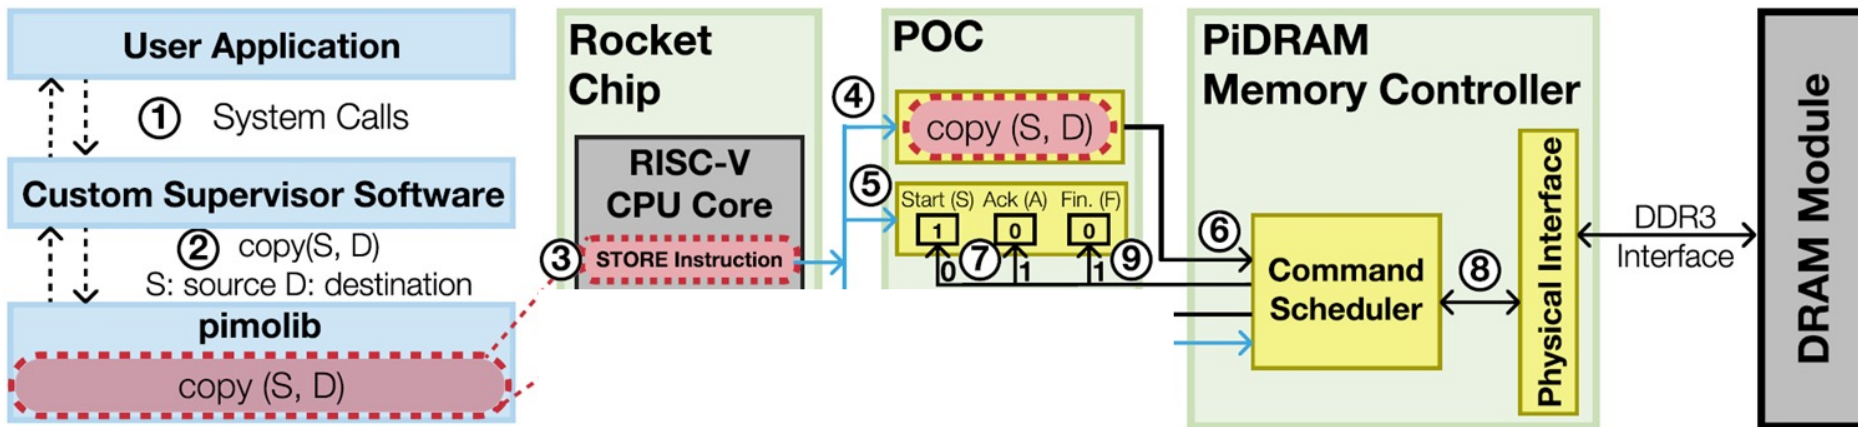 User Application
① System Calls
Custom Supervisor Software
② copy(S, D)
S: source D: destination
pimolib
copy (S, D)
Rocket
Chip
RISC-V
CPU Core
③ STORE Instruction
POC
④ copy (S, D)
⑤ Start (S) Ack (A) Fin. (F)
1 0 0
0 ⑦ 1 1 ⑨
PiDRAM
Memory Controller
⑥
Command
Scheduler
⑧
Physical Interface
DDR3
Interface
DRAM Module